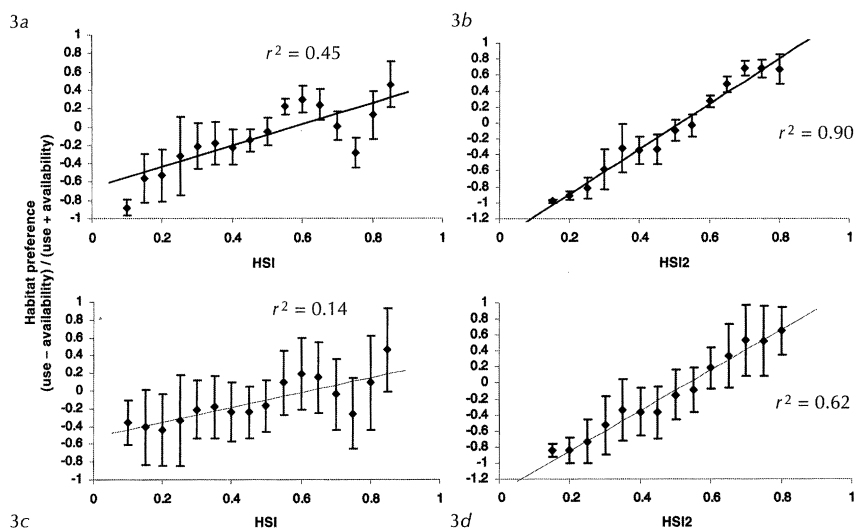 3a
3b
Habitat preference
(use – availability) / (use + availability)
1
0.8
0.6
0.4
0.2
0
-0.2
-0.4
-0.6
-0.8
-1
r² = 0.45
0 0.2 0.4 0.6 0.8 1
HSI
1
0.8
0.6
0.4
0.2
0
-0.2
-0.4
-0.6
-0.8
-1
-1.2
r² = 0.90
0 0.2 0.4 0.6 0.8 1
HSI2
1
0.8
0.6
0.4
0.2
0
-0.2
-0.4
-0.6
-0.8
-1
r² = 0.14
0 0.2 0.4 0.6 0.8 1
HSI
1
0.8
0.6
0.4
0.2
0
-0.2
-0.4
-0.6
-0.8
-1
-1.2
r² = 0.62
0 0.2 0.4 0.6 0.8 1
HSI2
3c
3d